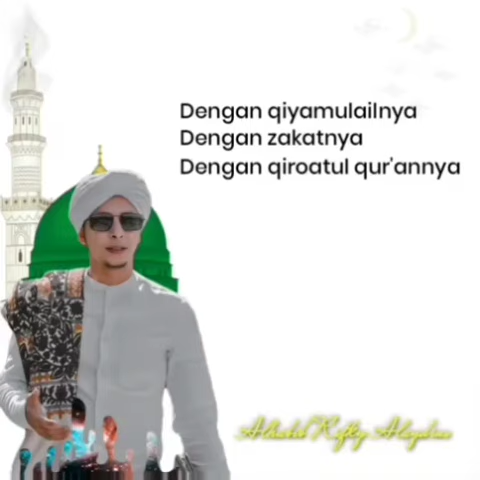 Dengan qiyamulailnya
Dengan zakatnya
Dengan qiroatul qur'annya